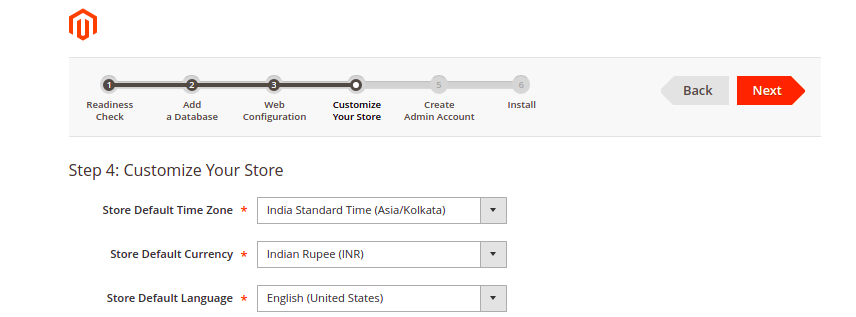 1 2 3 5 6
Readiness Check
Add a Database
Web Configuration
Customize Your Store
Create Admin Account
Install
Back
Next
Step 4: Customize Your Store
Store Default Time Zone * India Standard Time (Asia/Kolkata)
Store Default Currency * Indian Rupee (INR)
Store Default Language * English (United States)